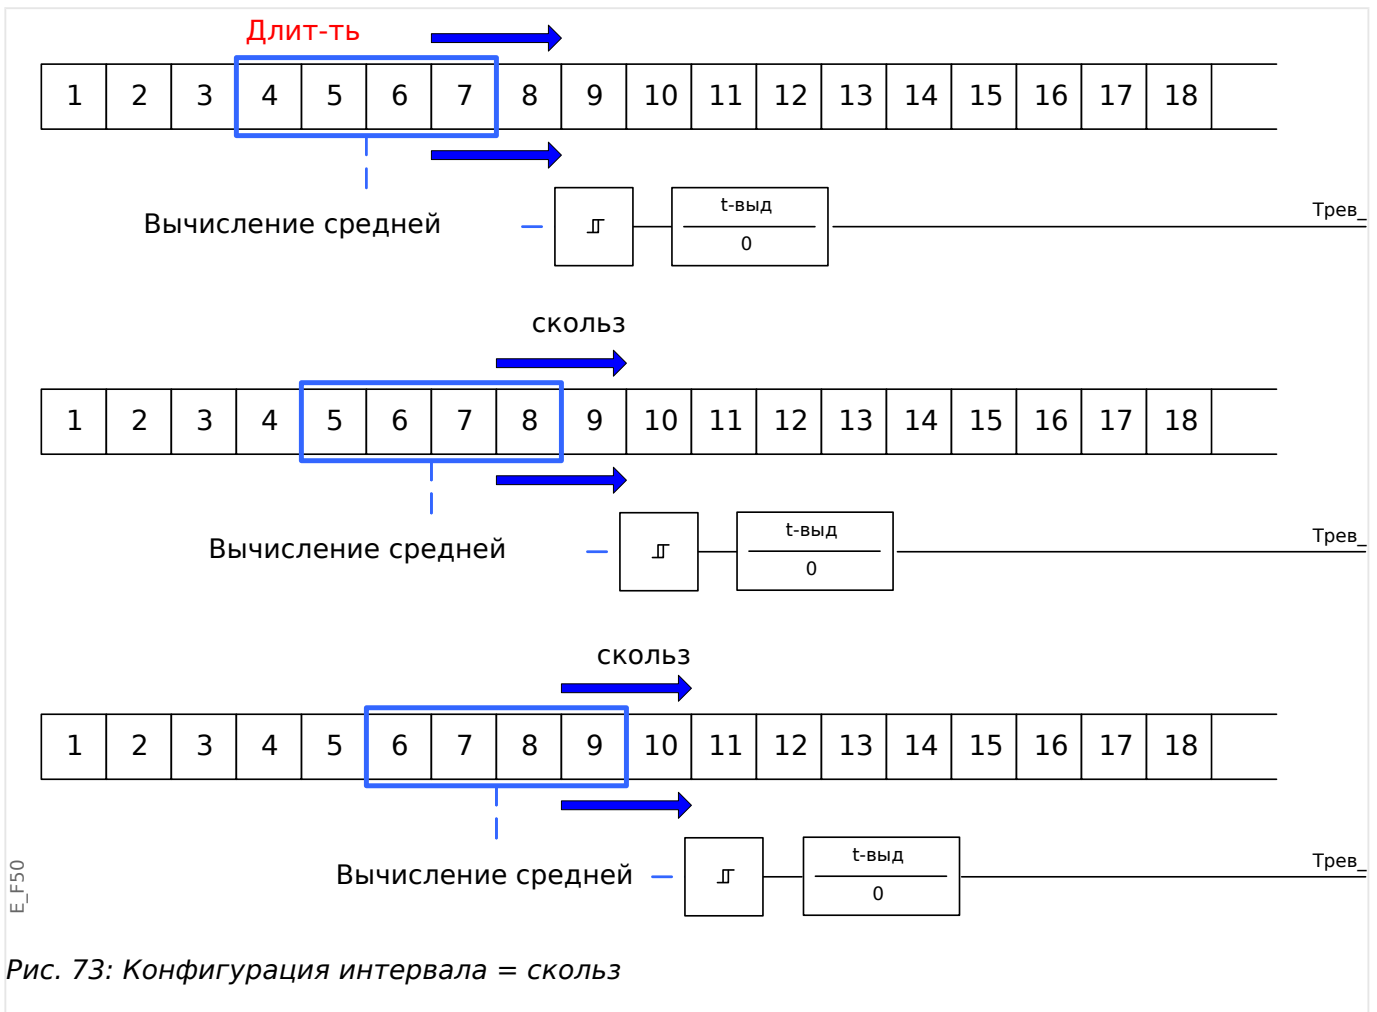 Длит-ть
1 2 3 4 5 6 7 8 9 10 11 12 13 14 15 16 17 18
t-выд
Трев_
Вычисление средней
0
скольз
1 2 3 4 5 6 7 8 9 10 11 12 13 14 15 16 17 18
t-выд
Трев_
Вычисление средней
0
скольз
1 2 3 4 5 6 7 8 9 10 11 12 13 14 15 16 17 18
t-выд
Трев_
Вычисление средней
0
E_F50
Рис. 73: Конфигурация интервала = скольз